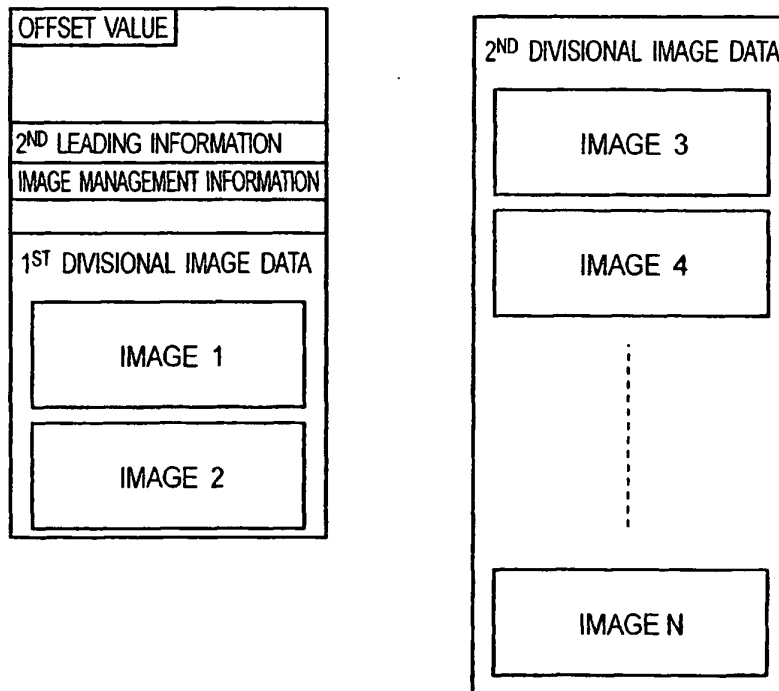 OFFSET VALUE
2ND LEADING INFORMATION
IMAGE MANAGEMENT INFORMATION
1ST DIVISIONAL IMAGE DATA
IMAGE 1
IMAGE 2
2ND DIVISIONAL IMAGE DATA
IMAGE 3
IMAGE 4
IMAGE N